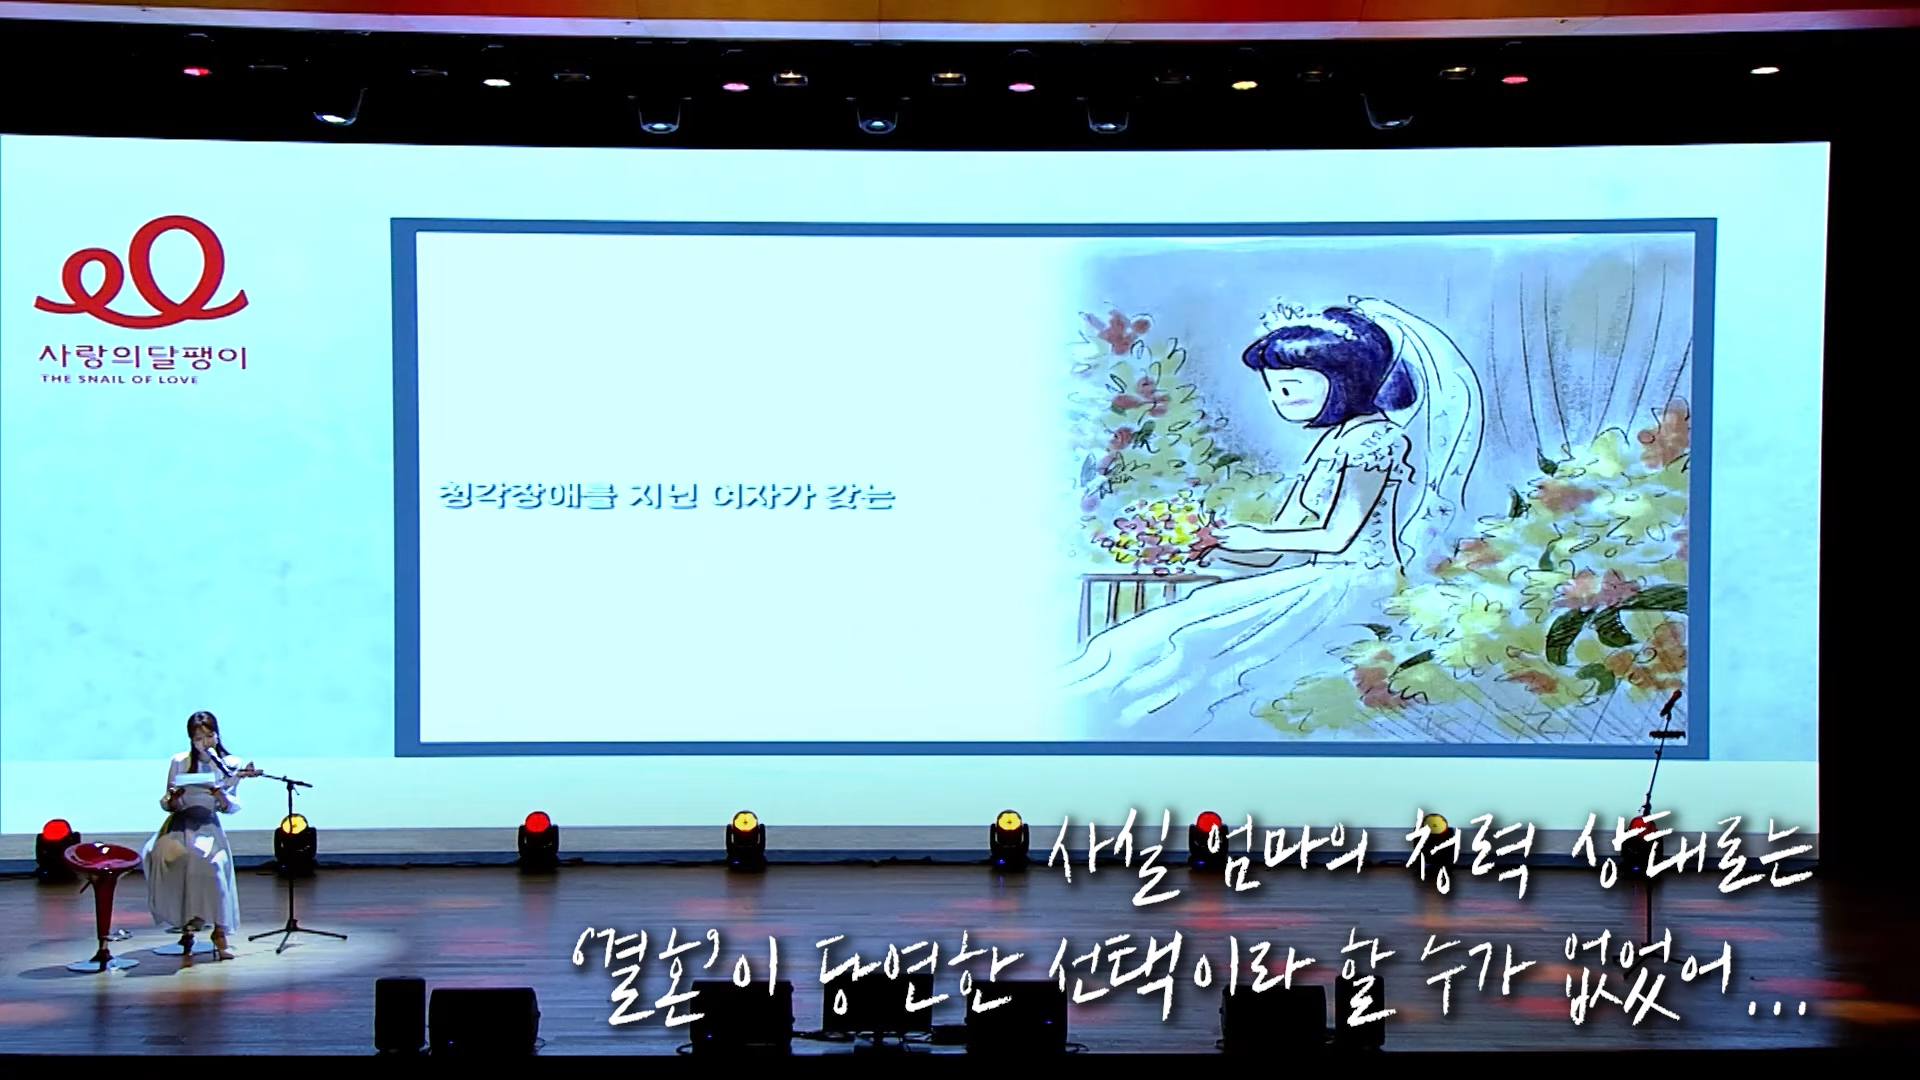 사랑의달팽이
THE SNAIL OF LOVE
청각장애를 지닌 여자가 갖는
사실 엄마의 청력 상태로는
‘결혼’이 당연한 선택이라 할 수가 없었어...